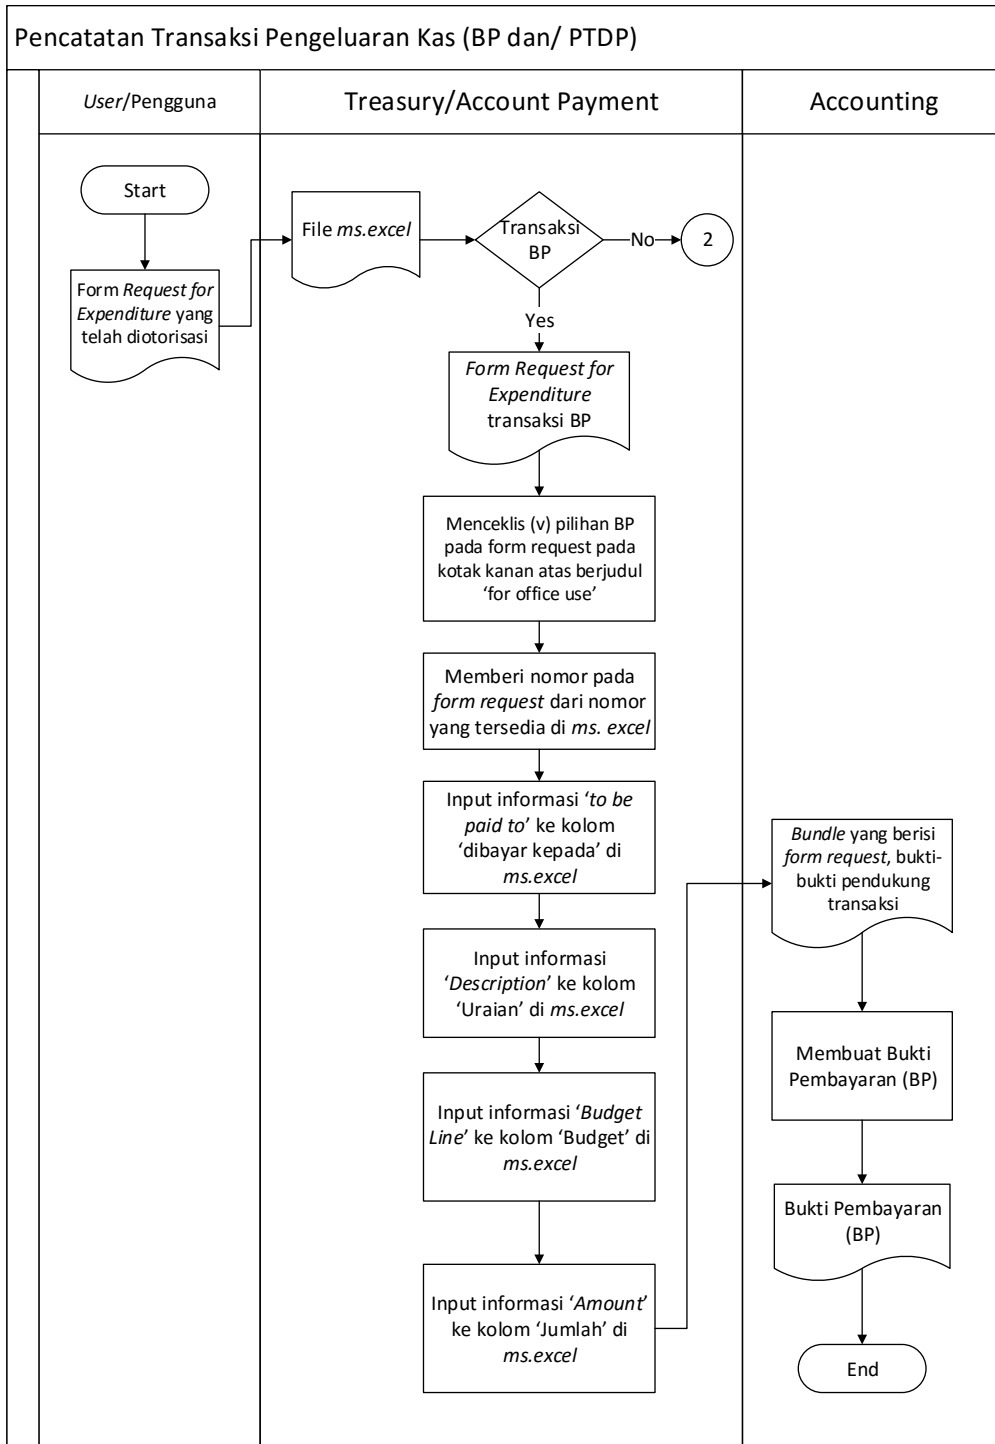 Pencatatan Transaksi Pengeluaran Kas (BP dan/ PTDP)
User/Pengguna
Treasury/Account Payment
Accounting
Start
Form Request for
Expenditure yang
telah diotorisasi
File ms.excel
Transaksi
BP
No
2
Yes
Form Request for
Expenditure
transaksi BP
Menceklis (v) pilihan BP
pada form request pada
kotak kanan atas berjudul
‘for office use’
Memberi nomor pada
form request dari nomor
yang tersedia di ms. excel
Input informasi ‘to be
paid to’ ke kolom
‘dibayar kepada’ di
ms.excel
Input informasi
‘Description’ ke kolom
‘Uraian’ di ms.excel
Input informasi ‘Budget
Line’ ke kolom ‘Budget’ di
ms.excel
Input informasi ‘Amount’
ke kolom ‘Jumlah’ di
ms.excel
Bundle yang berisi
form request, bukti-
bukti pendukung
transaksi
Membuat Bukti
Pembayaran (BP)
Bukti Pembayaran
(BP)
End